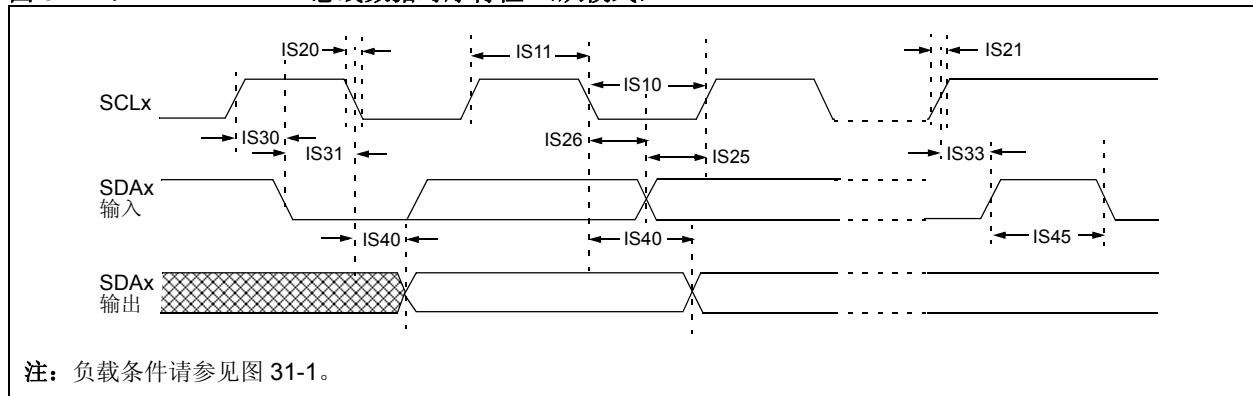 IS20 IS11 IS21
IS10
SCLx
IS30 IS26
IS31 IS25 IS33
SDAx
输入
IS40 IS40 IS45
SDAx
输出
注：负载条件请参见图 31-1。